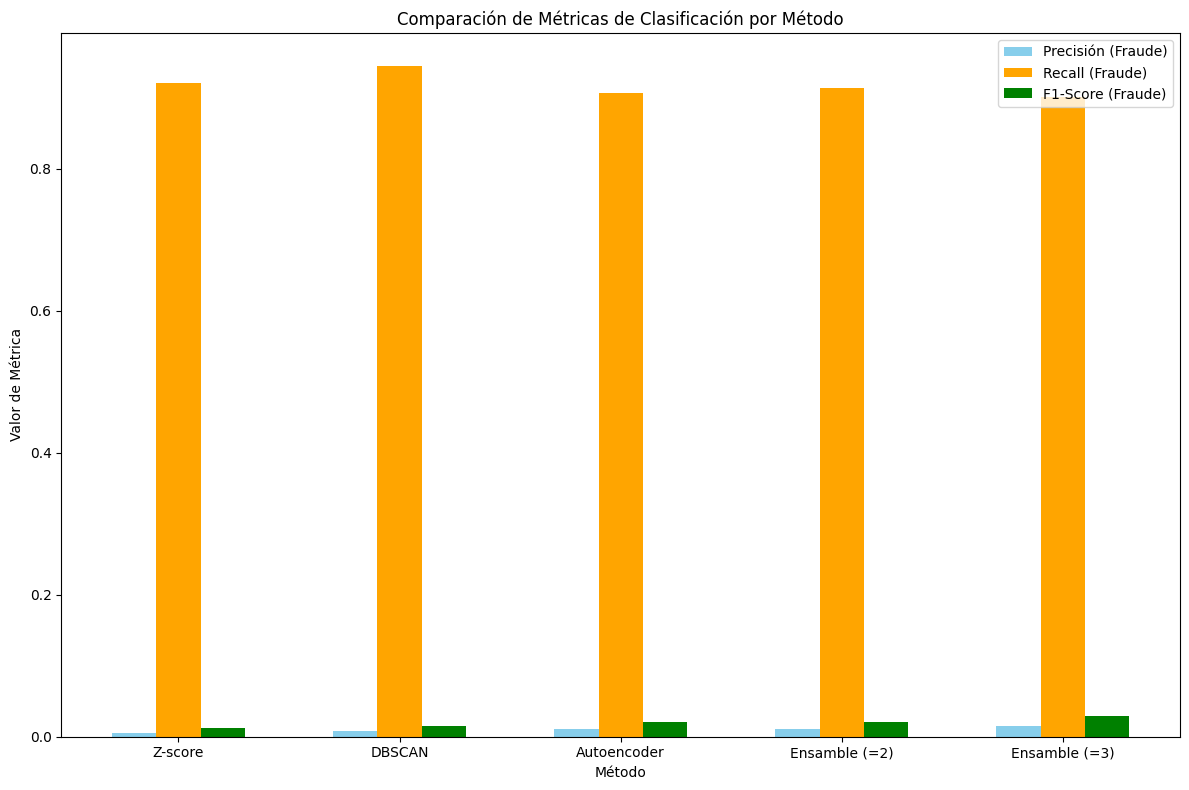 Comparación de Métricas de Clasificación por Método
Precisión (Fraude)
Recall (Fraude)
F1-Score (Fraude)
Valor de Métrica
0.8
0.6
0.4
0.2
0.0
Z-score
DBSCAN
Autoencoder
Ensamble (=2)
Ensamble (=3)
Método